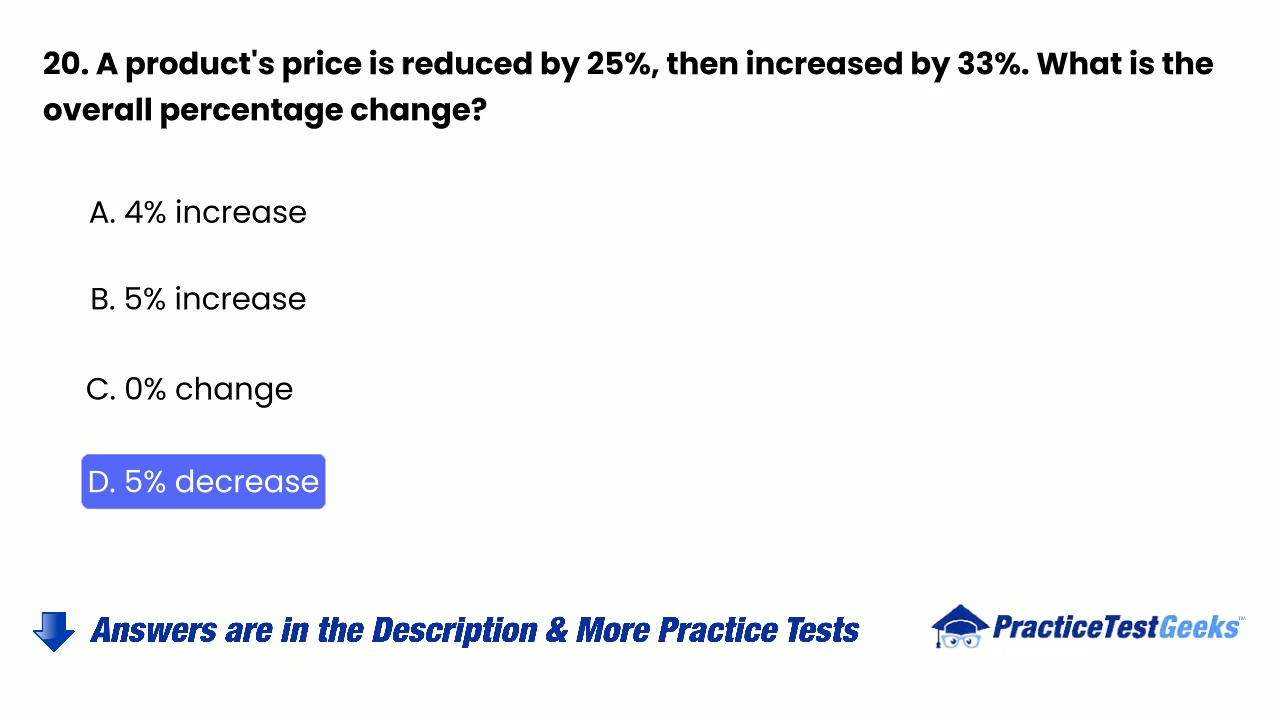 20. A product's price is reduced by 25%, then increased by 33%. What is the
overall percentage change?
A. 4% increase
B. 5% increase
C. 0% change
D. 5% decrease
Answers are in the Description & More Practice Tests
PracticeTestGeeks™